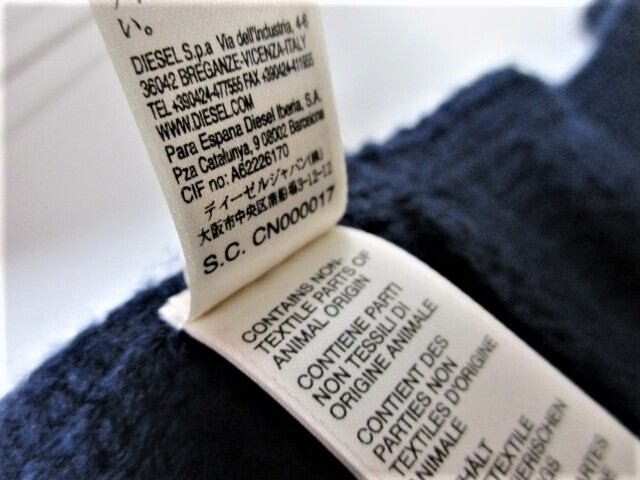 い。
DIESEL S.p.a Via dell'Industria, 4-6
36042 BREGANZE-VICENZA-ITALY
TEL +390424-477555 FAX +390424-411955
WWW.DIESEL.COM
Para Espana Diesel Iberia, S.A.
Pza Catalunya, 9 08002 Barcelona
CIF no: A62226170
ディーゼルジャパン(株)
大阪市中央区南船場3-12-12
S.C. CN000017
CONTAINS NON-
TEXTILE PARTS OF
ANIMAL ORIGIN
CONTIENE PARTI
NON TESSILI DI
ORIGINE ANIMALE
CONTIENT DES
PARTIES NON
TEXTILES D'ORIGINE
ANIMALE